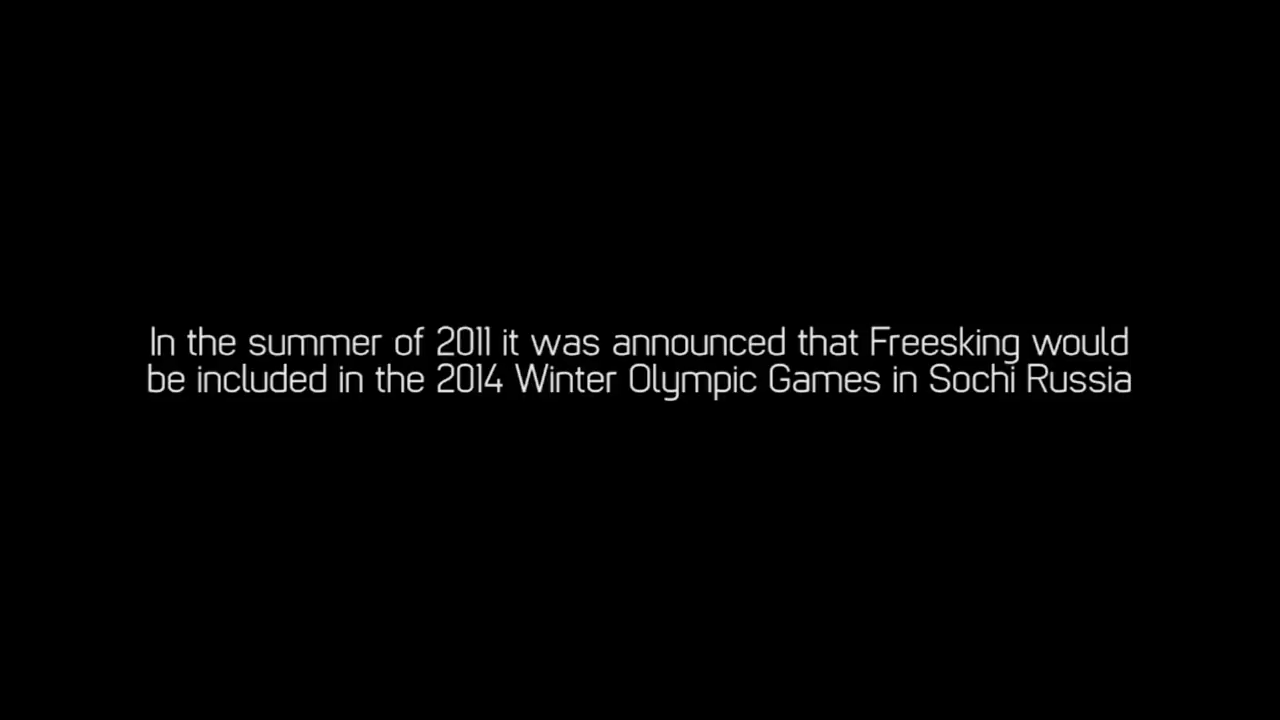 In the summer of 2011 it was announced that Freesking would
be included in the 2014 Winter Olympic Games in Sochi Russia